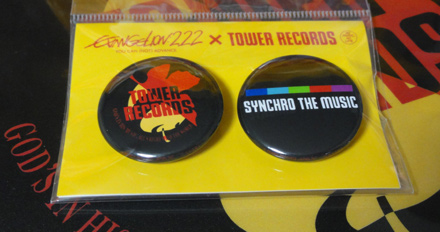 EVANGELION 2.22 × TOWER RECORDS
TOWER
RECORDS
SYNCHRO THE MUSIC
GOD'S IN HIS